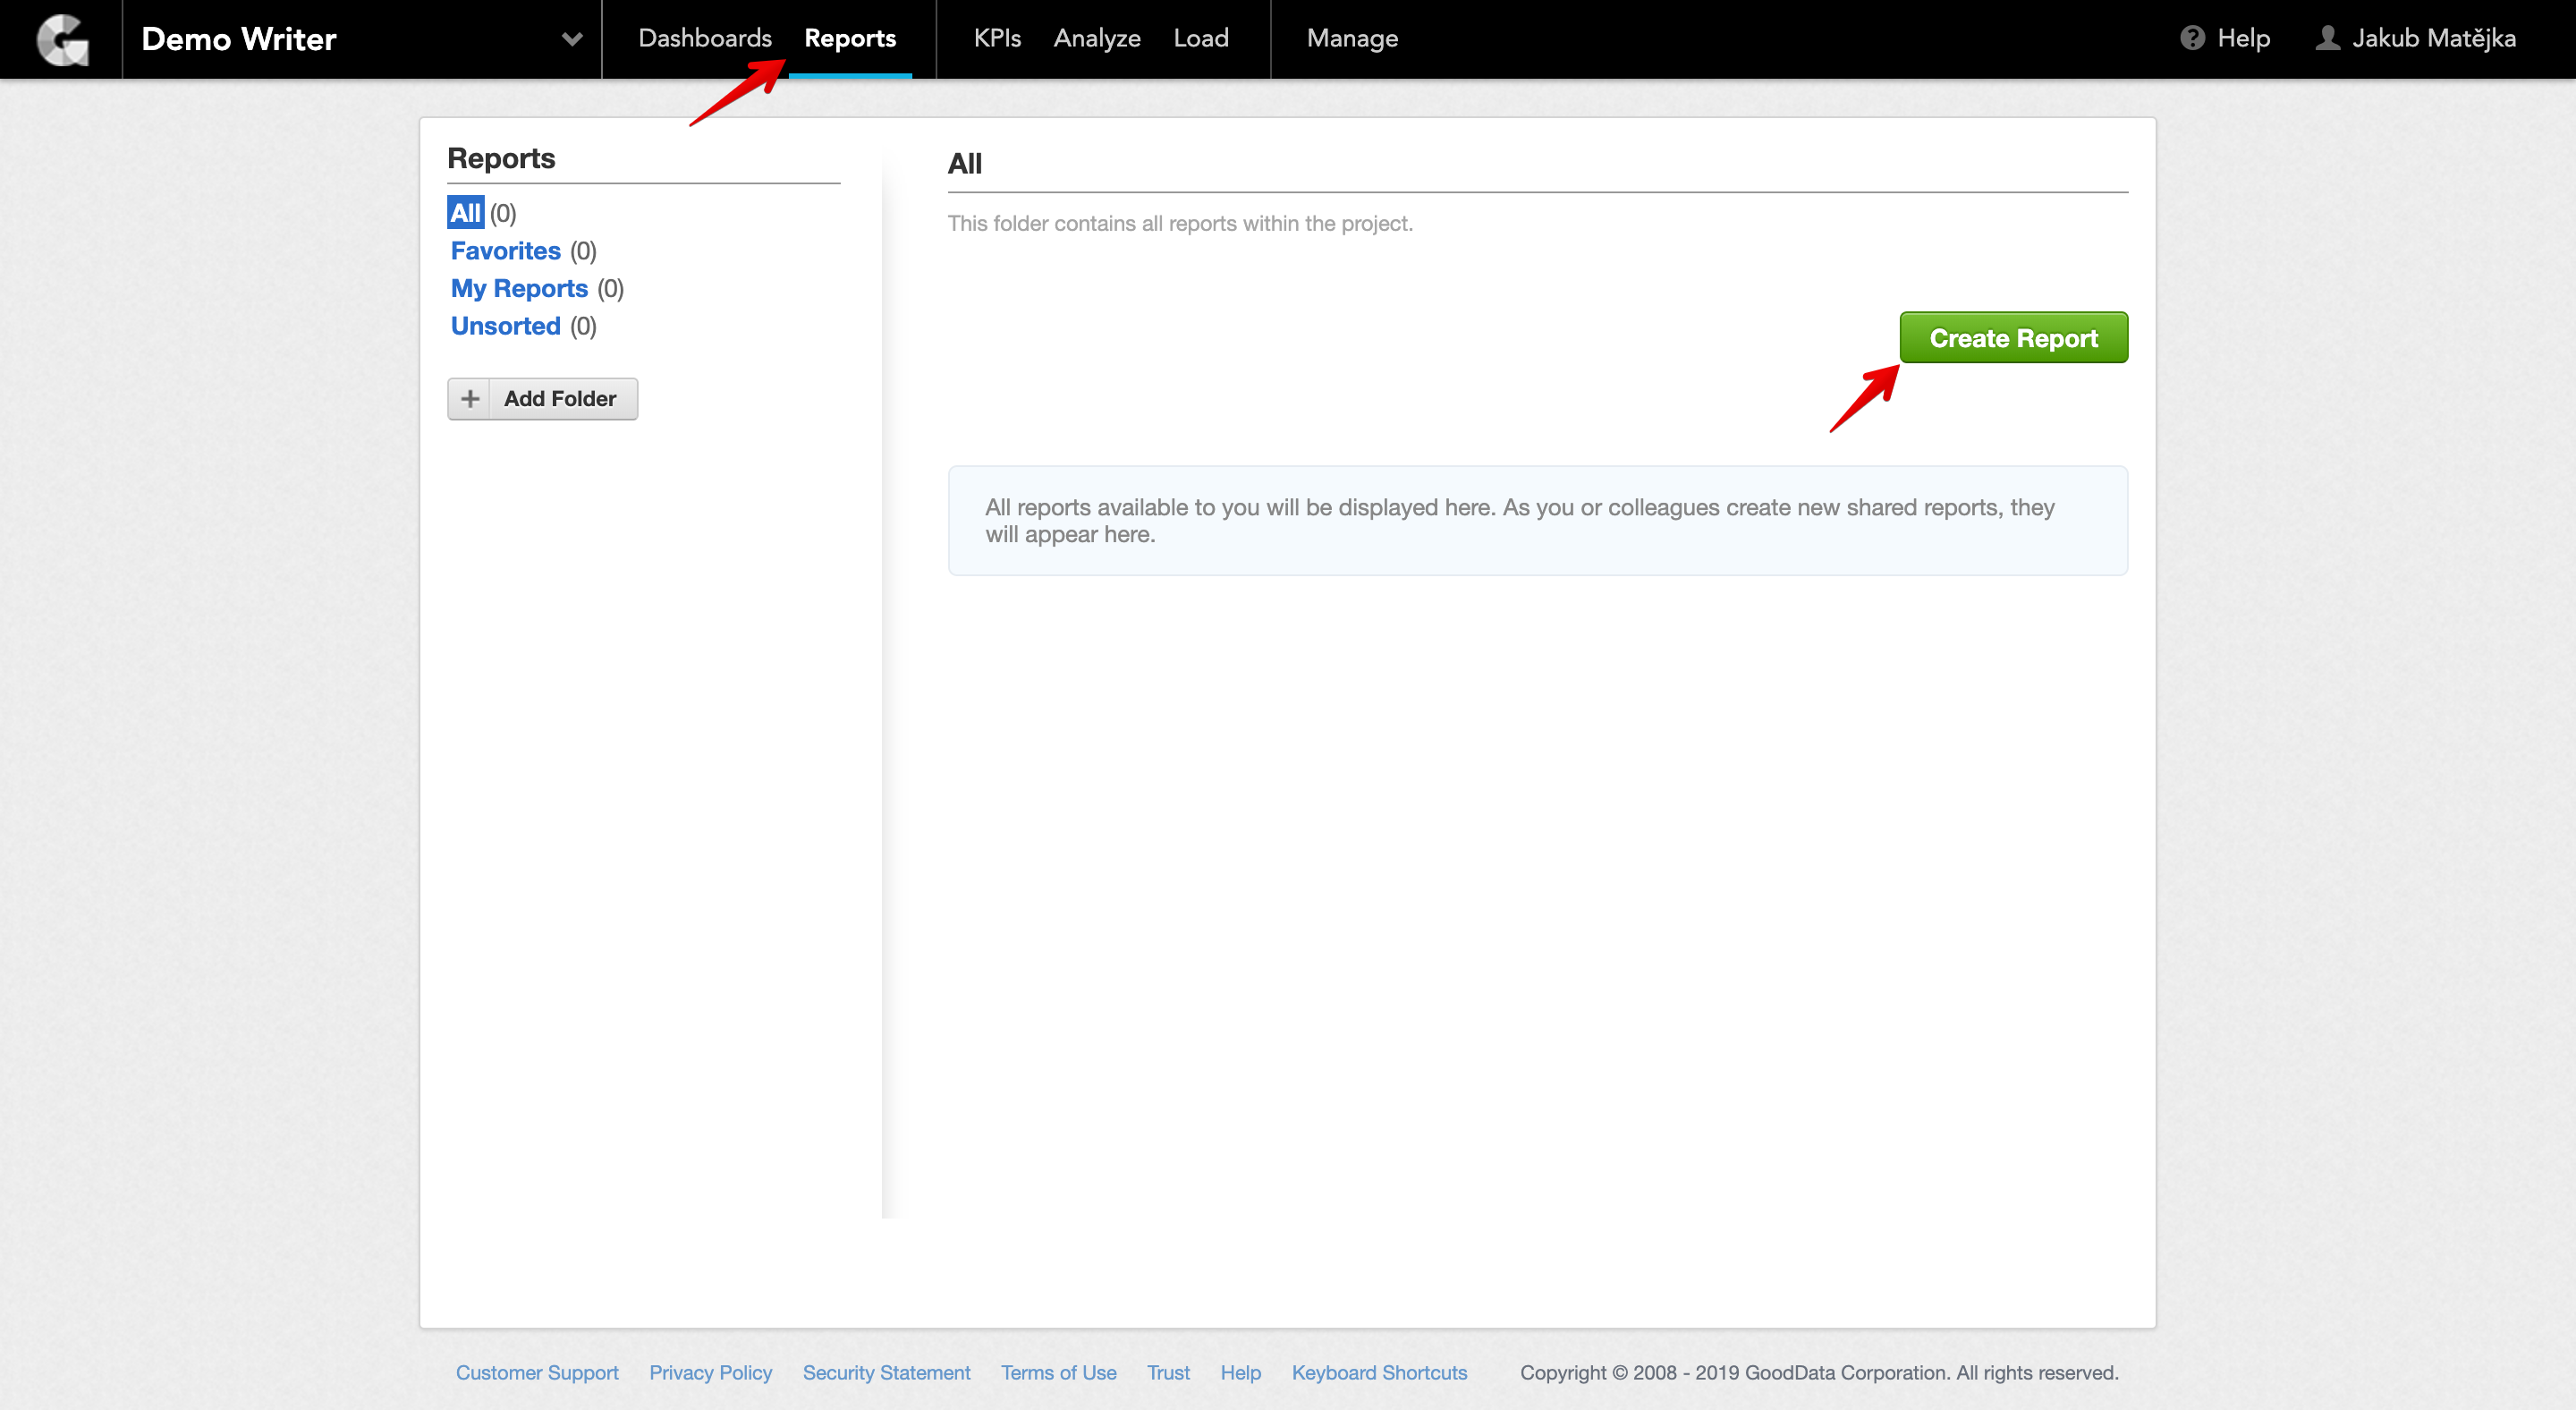 Demo Writer
Dashboards Reports KPIs Analyze Load Manage
Help Jakub Matějka
Reports
All (0)
Favorites (0)
My Reports (0)
Unsorted (0)
Add Folder
All
This folder contains all reports within the project.
Create Report
All reports available to you will be displayed here. As you or colleagues create new shared reports, they
will appear here.
Customer Support Privacy Policy Security Statement Terms of Use Trust Help Keyboard Shortcuts Copyright © 2008 - 2019 GoodData Corporation. All rights reserved.